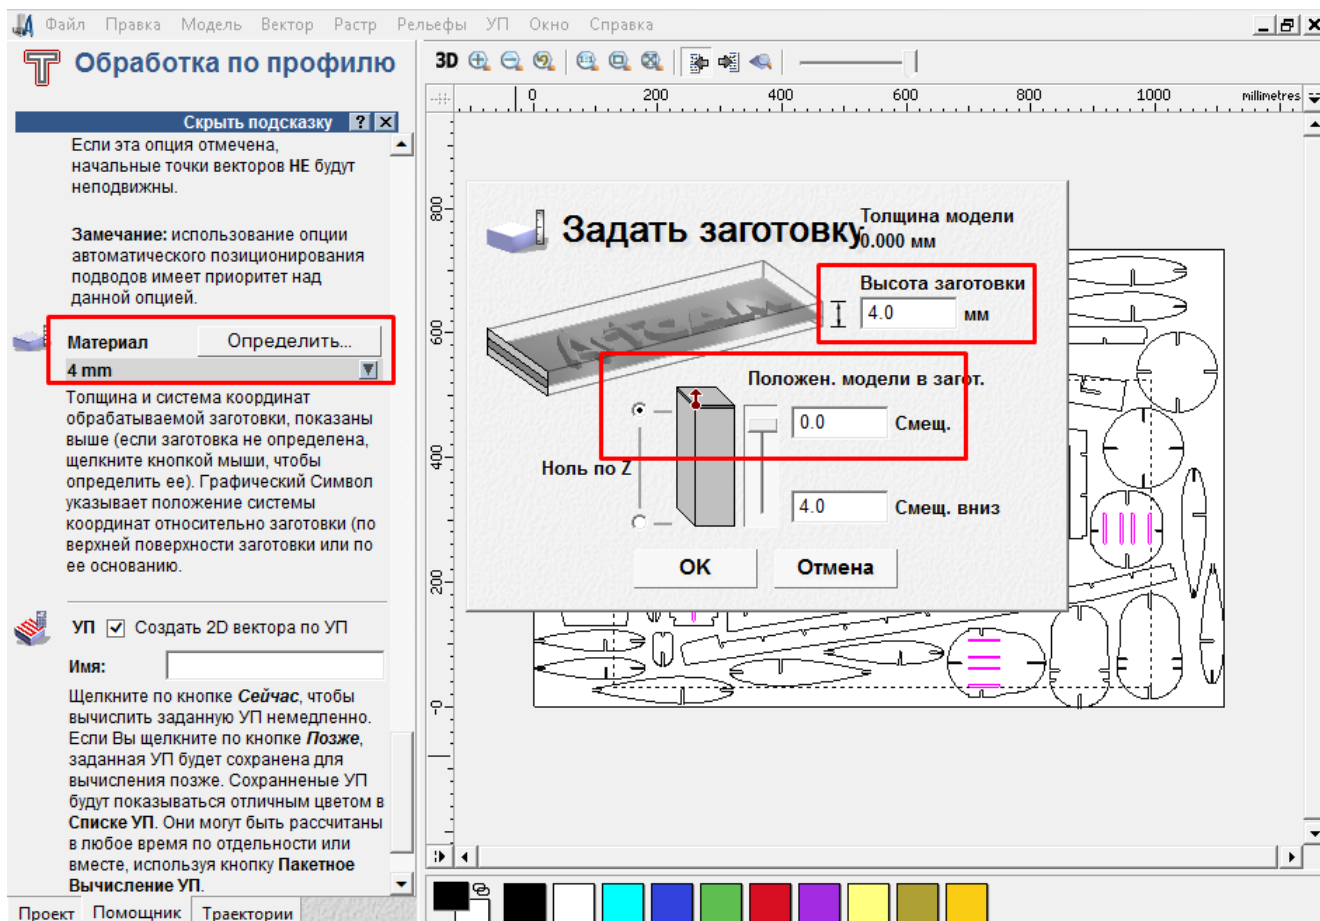 Файл Правка Модель Вектор Растр Рельефы УП Окно Справка
Обработка по профилю
Скрыть подсказку ? X
Если эта опция отмечена,
начальные точки векторов НЕ будут
неподвижны.
Замечание: использование опции
автоматического позиционирования
подводов имеет приоритет над
данной опцией.
Материал Определить...
4 mm
Толщина и система координат
обрабатываемой заготовки, показаны
выше (если заготовка не определена,
щелкните кнопкой мыши, чтобы
определить ее). Графический Символ
указывает положение системы
координат относительно заготовки (по
верхней поверхности заготовки или по
ее основанию.
УП Создать 2D вектора по УП
Имя:
Щелкните по кнопке Сейчас, чтобы
вычислить заданную УП немедленно.
Если Вы щелкните по кнопке Позже,
заданная УП будет сохранена для
вычисления позже. Сохранненые УП
будут показываться отличным цветом в
Списке УП. Они могут быть рассчитаны
в любое время по отдельности или
вместе, используя кнопку Пакетное
Вычисление УП.
Проект Помощник Траектории
3D
0 200 400 600 800 1000 millimetres
800
600
400
200
0
Задать заготовку
Толщина модели
0.000 мм
Высота заготовки
4.0 мм
ArtCAM
Положен. модели в загот.
0.0 Смещ.
Ноль по Z
4.0 Смещ. вниз
OK Отмена